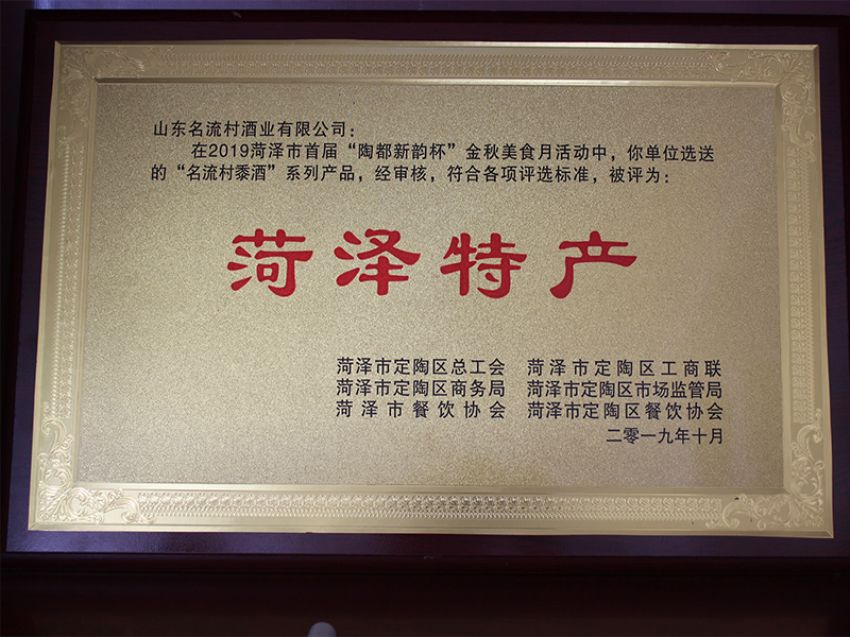 山东名流村酒业有限公司：
在2019菏泽市首届“陶都新韵杯”金秋美食月活动中，你单位选送
的“名流村黍酒”系列产品，经审核，符合各项评选标准，被评为：
菏泽特产
菏泽市定陶区总工会 菏泽市定陶区工商联
菏泽市定陶区商务局 菏泽市定陶区市场监管局
菏泽市餐饮协会 菏泽市定陶区餐饮协会
二零一九年十月